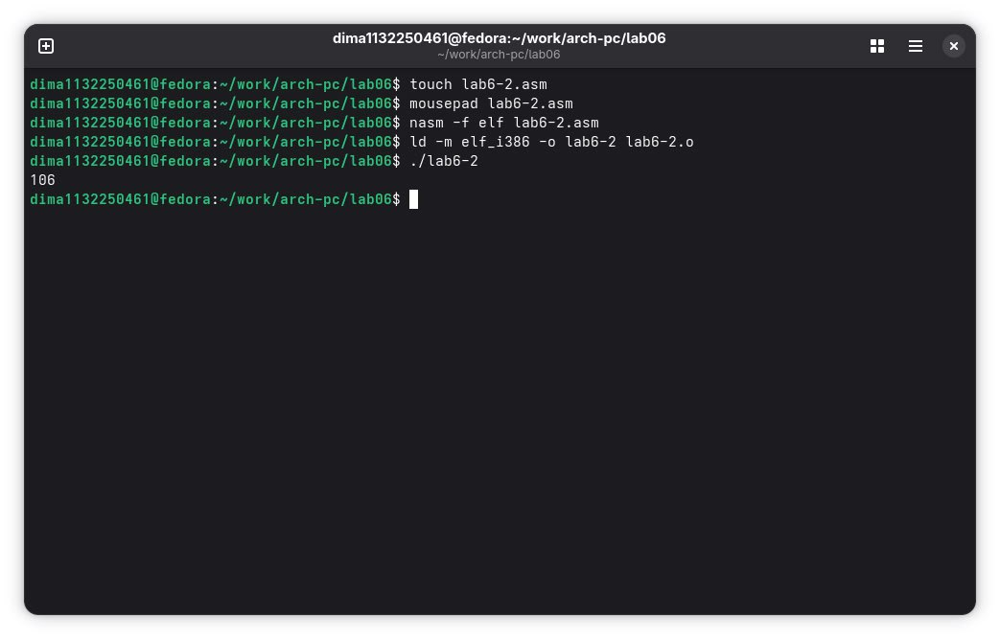 dima1132250461@fedora:~/work/arch-pc/lab06
~/work/arch-pc/lab06
dima1132250461@fedora:~/work/arch-pc/lab06$ touch lab6-2.asm
dima1132250461@fedora:~/work/arch-pc/lab06$ mousepad lab6-2.asm
dima1132250461@fedora:~/work/arch-pc/lab06$ nasm -f elf lab6-2.asm
dima1132250461@fedora:~/work/arch-pc/lab06$ ld -m elf_i386 -o lab6-2 lab6-2.o
dima1132250461@fedora:~/work/arch-pc/lab06$ ./lab6-2
106
dima1132250461@fedora:~/work/arch-pc/lab06$